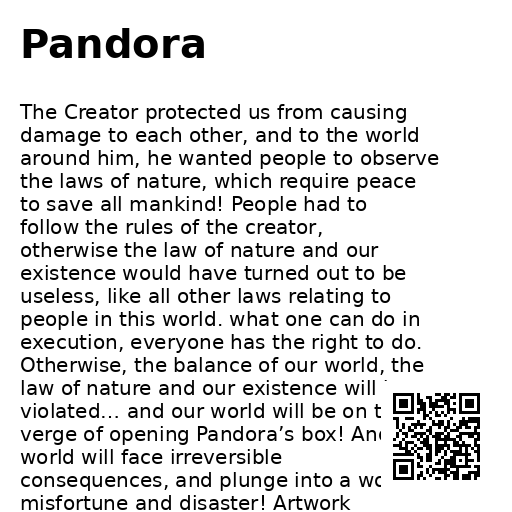 Pandora
The Creator protected us from causing
damage to each other, and to the world
around him, he wanted people to observe
the laws of nature, which require peace
to save all mankind! People had to
follow the rules of the creator,
otherwise the law of nature and our
existence would have turned out to be
useless, like all other laws relating to
people in this world. what one can do in
execution, everyone has the right to do.
Otherwise, the balance of our world, the
law of nature and our existence will
violated... and our world will be on
verge of opening Pandora’s box! And
world will face irreversible
consequences, and plunge into a
misfortune and disaster! Artwork